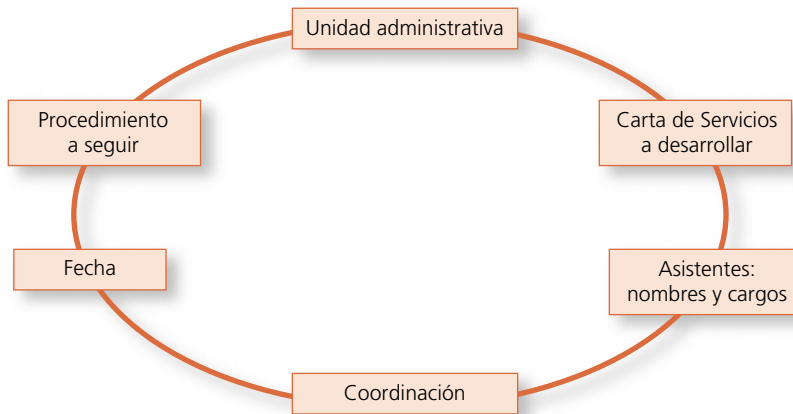 Unidad administrativa
Procedimiento
a seguir
Carta de Servicios
a desarrollar
Fecha
Asistentes:
nombres y cargos
Coordinación